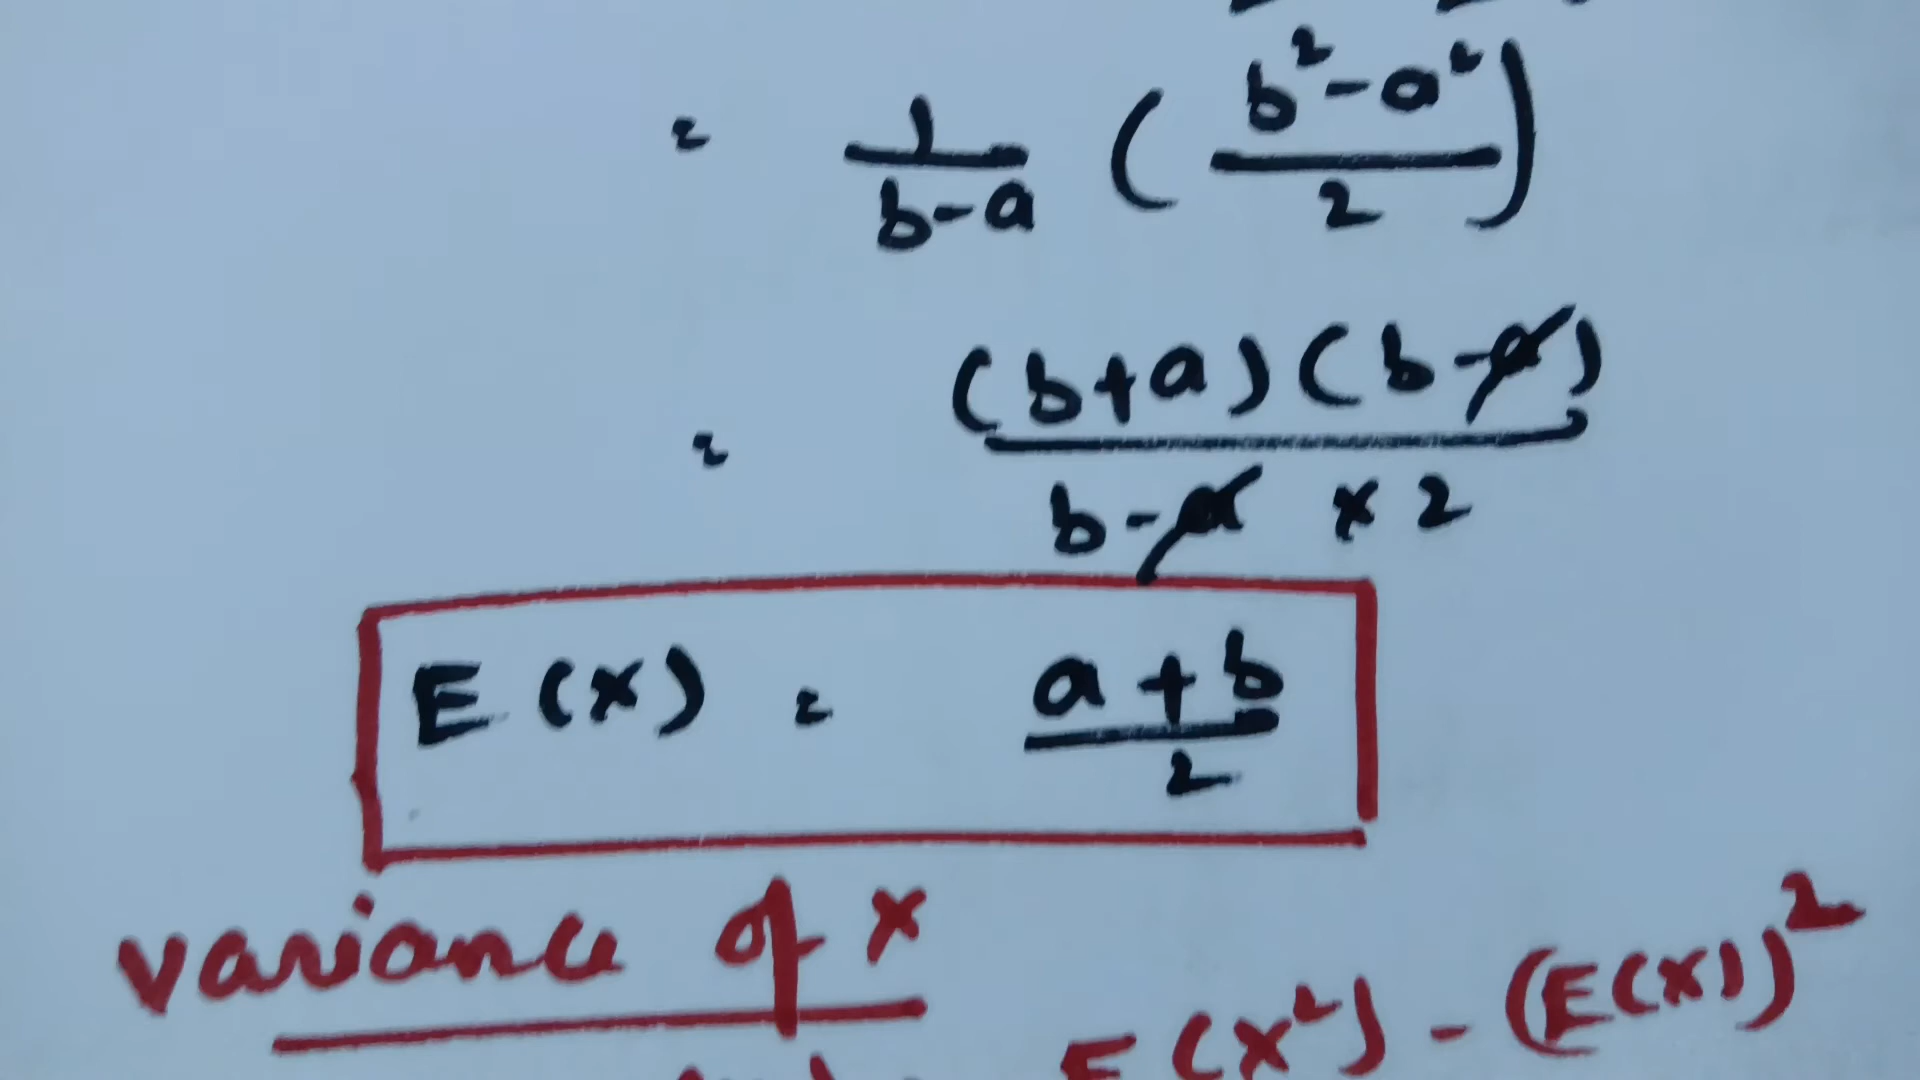 = 1/(b-a) ( (b²-a²)/2 )
= (b+a)(b-a) / b-a × 2
E(X) = (a+b)/2
variance of x
E(X²) - (E(X))²